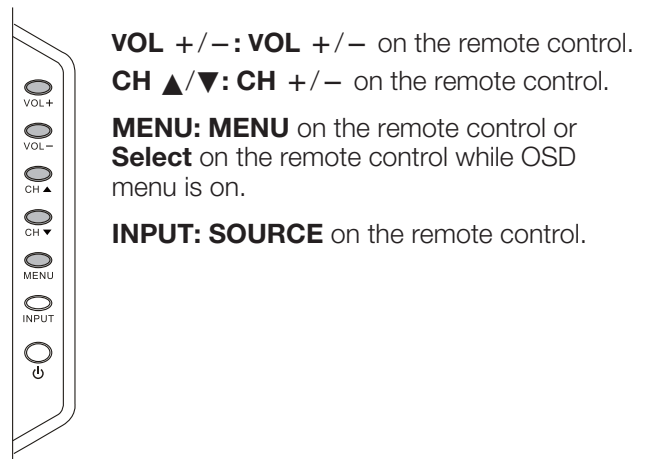 VOL +/−: VOL +/− on the remote control.
CH ▲/▼: CH +/− on the remote control.
MENU: MENU on the remote control or
Select on the remote control while OSD
menu is on.
INPUT: SOURCE on the remote control.
VOL+
VOL−
CH ▲
CH ▼
MENU
INPUT